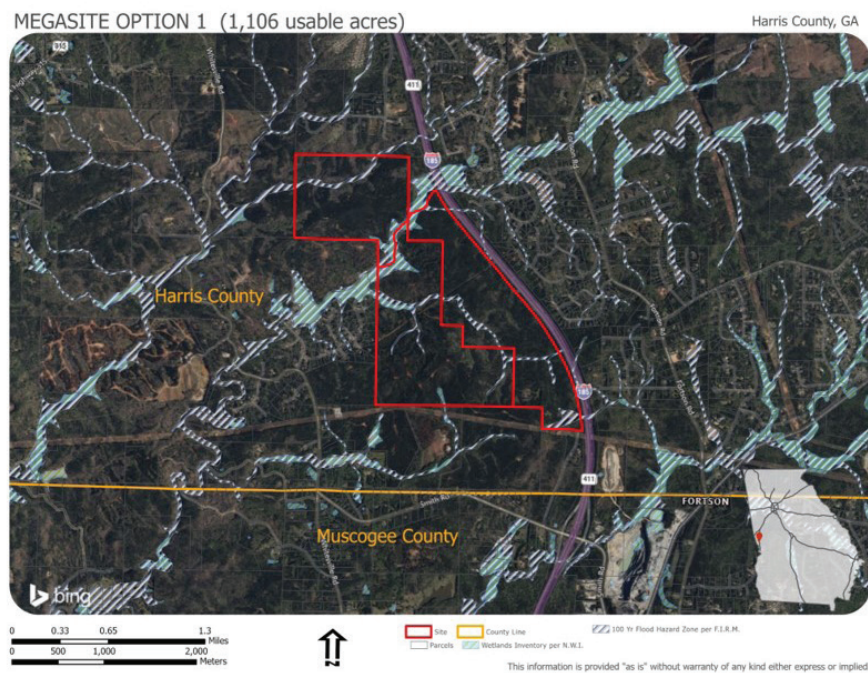 MEGASITE OPTION 1 (1,106 usable acres)
Harris County, GA
315
411
185
Harris County
185
411
Smith Rd
FORTSON
Muscogee County
bing
0 0.33 0.65 1.3
Miles
0 500 1,000 2,000
Meters
N
Site
County Line
100 Yr Flood Hazard Zone per F.I.R.M.
Parcels
Wetlands Inventory per N.W.I.
This information is provided "as is" without warranty of any kind either express or implied